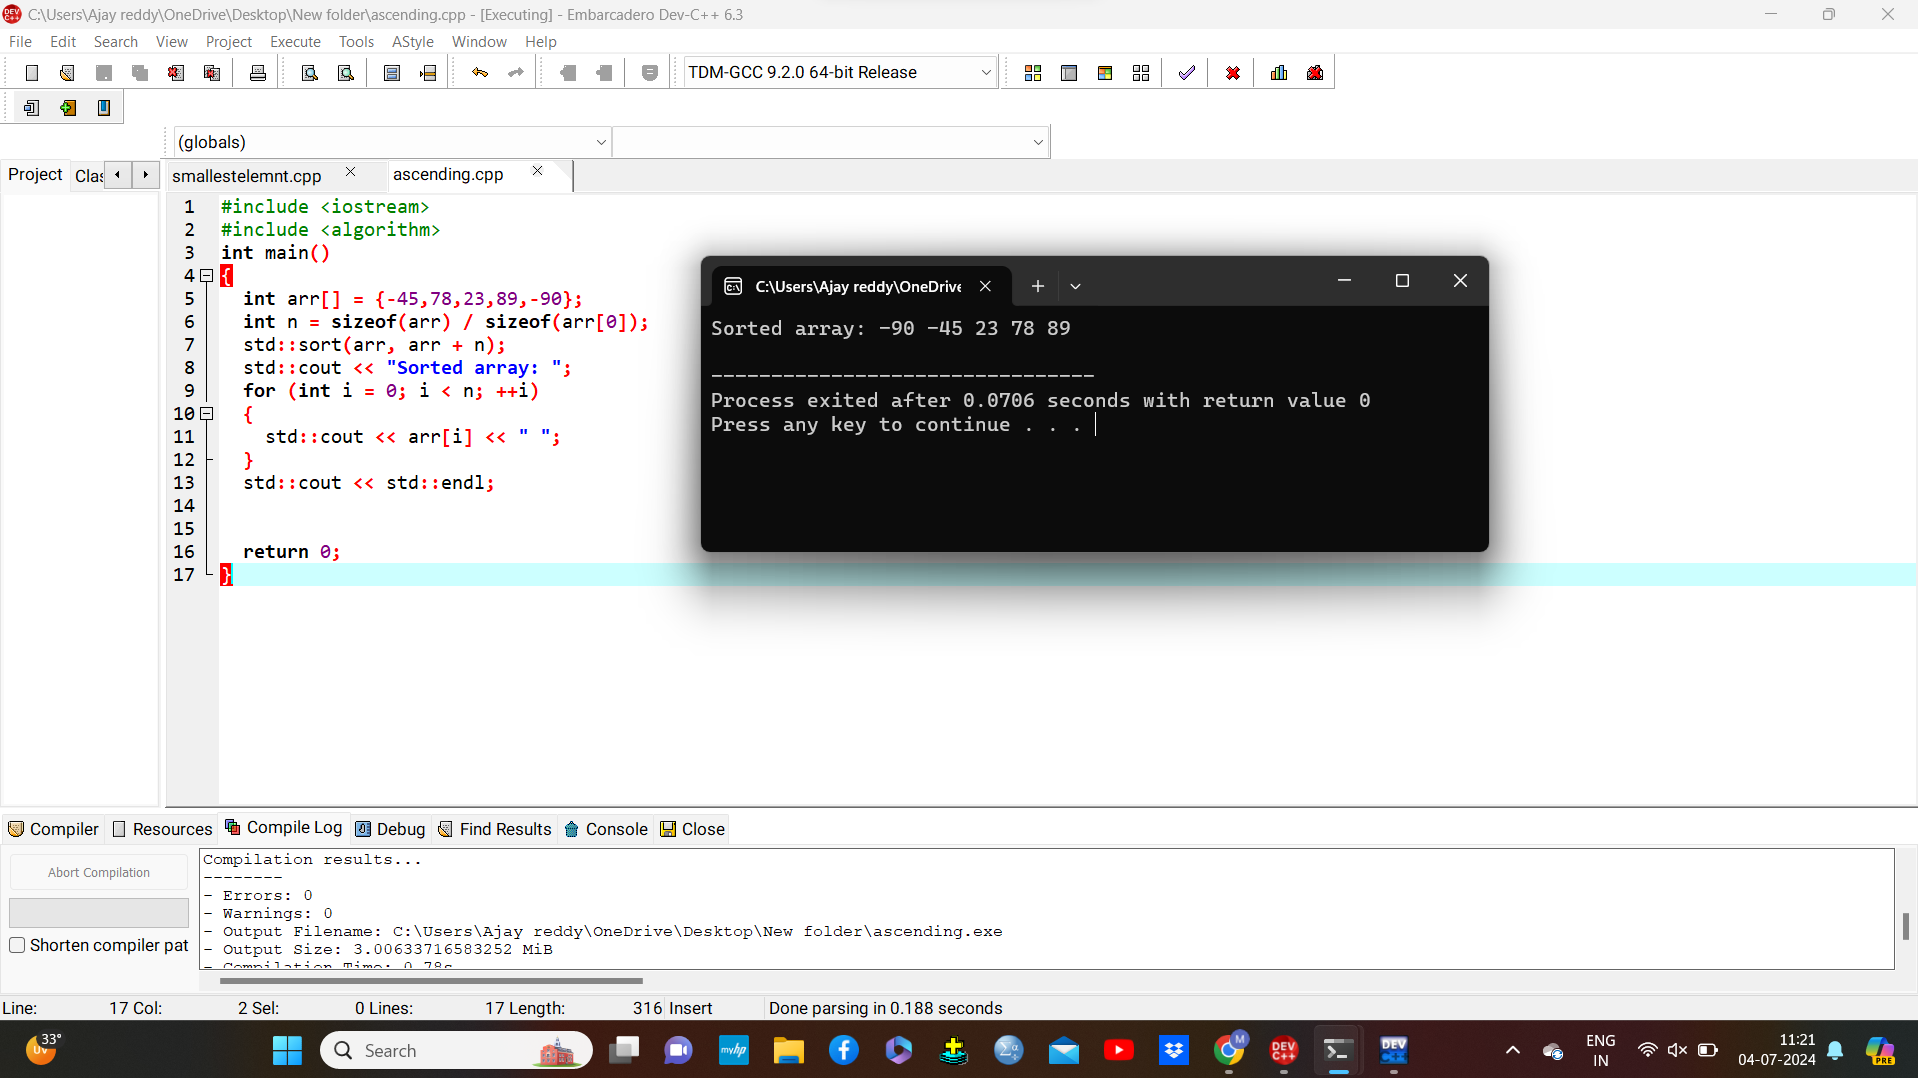 C:\Users\Ajay reddy\OneDrive\Desktop\New folder\ascending.cpp - [Executing] - Embarcadero Dev-C++ 6.3
File Edit Search View Project Execute Tools AStyle Window Help
TDM-GCC 9.2.0 64-bit Release
(globals)
Project Clas smallestelemnt.cpp ascending.cpp
1 #include <iostream>
2 #include <algorithm>
3 int main()
4 {
5 int arr[] = {-45,78,23,89,-90};
6 int n = sizeof(arr) / sizeof(arr[0]);
7 std::sort(arr, arr + n);
8 std::cout << "Sorted array: ";
9 for (int i = 0; i < n; ++i)
10 {
11 std::cout << arr[i] << " ";
12 }
13 std::cout << std::endl;
14
15
16 return 0;
17 }
C:\Users\Ajay reddy\OneDrive
Sorted array: -90 -45 23 78 89
--------------------------------
Process exited after 0.0706 seconds with return value 0
Press any key to continue . . .
Compiler Resources Compile Log Debug Find Results Console Close
Abort Compilation
Shorten compiler pat
Compilation results...
--------
- Errors: 0
- Warnings: 0
- Output Filename: C:\Users\Ajay reddy\OneDrive\Desktop\New folder\ascending.exe
- Output Size: 3.00633716583252 MiB
- Compilation Time: 0.78s
Line: 17 Col: 2 Sel: 0 Lines: 17 Length: 316 Insert Done parsing in 0.188 seconds
33°
UV
Search
myhp
M
DEV C++
DEV C++
ENG
IN
11:21
04-07-2024
PRE